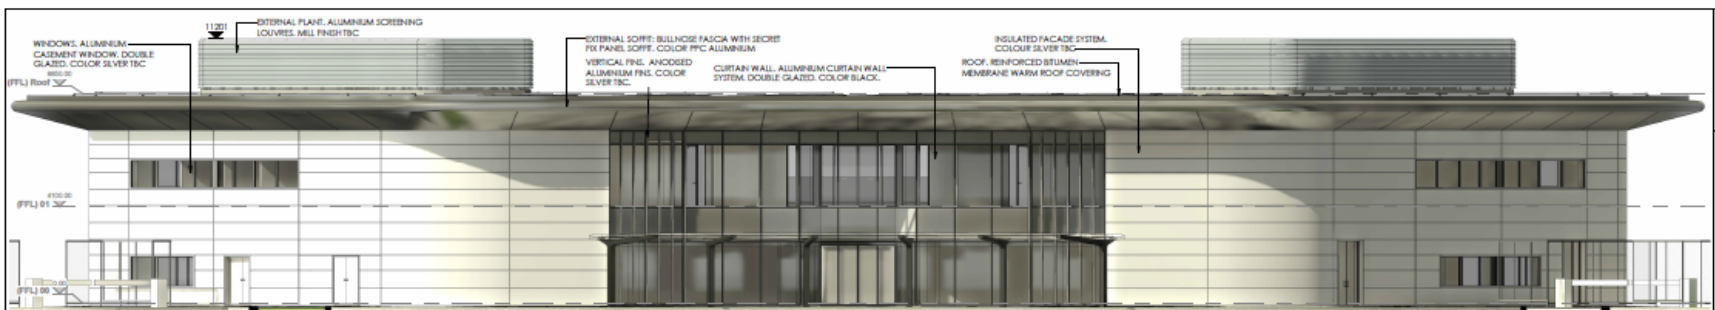 11201
EXTERNAL PLANT. ALUMINIUM SCREENING
LOUVRES. MILL FINISH TBC
WINDOWS. ALUMINIUM
CASEMENT WINDOW. DOUBLE
GLAZED. COLOR SILVER TBC
EXTERNAL SOFFIT: BULLNOSE FASCIA WITH SECRET
FIX PANEL SOFFIT. COLOR PPC ALUMINIUM
VERTICAL FINS. ANODISED
ALUMINIUM FINS. COLOR
SILVER TBC.
CURTAIN WALL. ALUMINIUM CURTAIN WALL
SYSTEM. DOUBLE GLAZED. COLOR BLACK.
INSULATED FACADE SYSTEM.
COLOUR SILVER TBC
ROOF. REINFORCED BITUMEN
MEMBRANE WARM ROOF COVERING
(FFL) Roof
4100.00
(FFL) 01
0.00
(FFL) 00